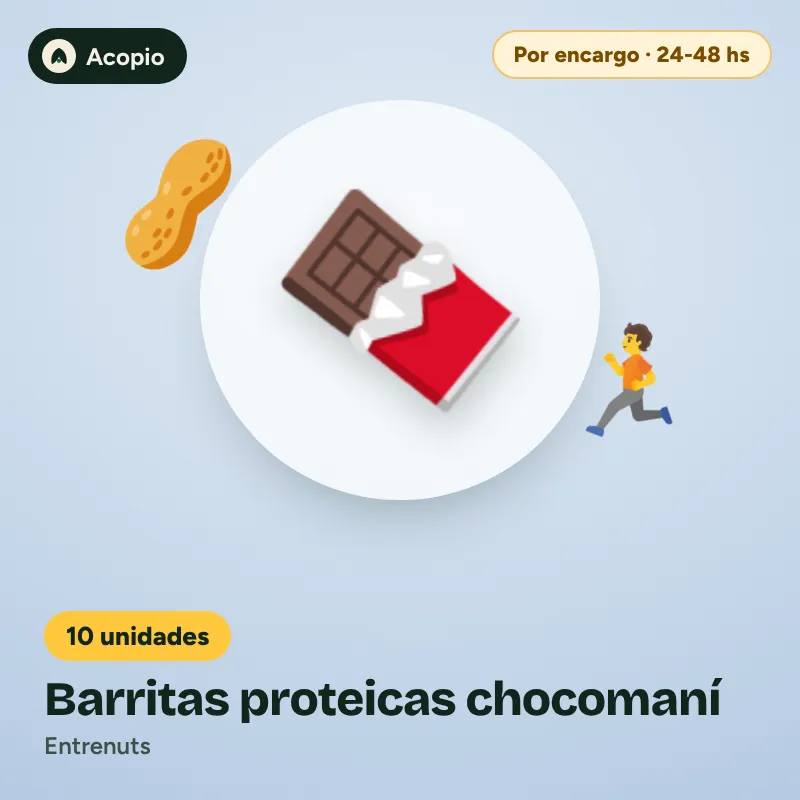 Acopio
Por encargo · 24-48 hs
10 unidades
Barritas proteicas chocomaní
Entrenuts